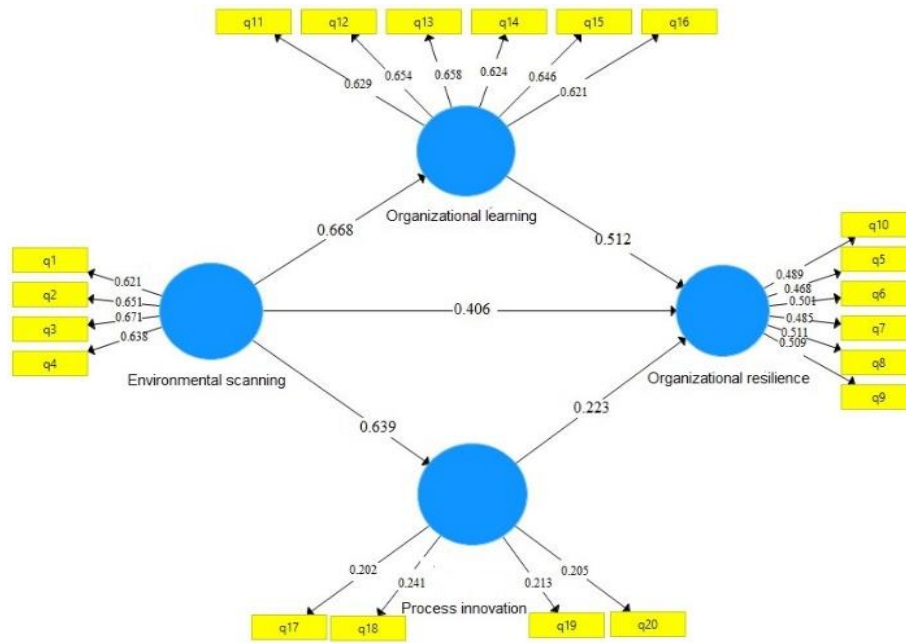 q11 q12 q13 q14 q15 q16
0.629 0.654 0.658 0.624 0.646 0.621
Organizational learning
0.668
0.512
q1
q2
q3
q4
0.621
0.651
0.671
0.638
Environmental scanning
0.406
q10
q5
q6
q7
q8
q9
0.489
0.468
0.501
0.485
0.511
0.509
Organizational resilience
0.639
0.223
0.202 0.241 0.213 0.205
Process innovation
q17 q18 q19 q20